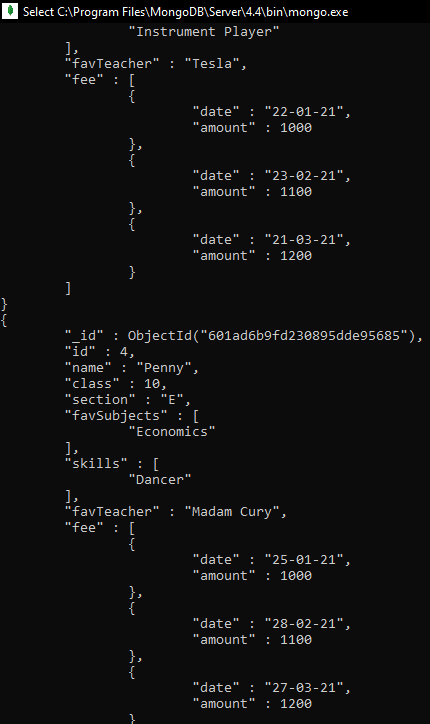 Select C:\Program Files\MongoDB\Server\4.4\bin\mongo.exe
"Instrument Player"
],
"favTeacher" : "Tesla",
"fee" : [
{
"date" : "22-01-21",
"amount" : 1000
},
{
"date" : "23-02-21",
"amount" : 1100
},
{
"date" : "21-03-21",
"amount" : 1200
}
]
}
{
"_id" : ObjectId("601ad6b9fd230895dde95685"),
"id" : 4,
"name" : "Penny",
"class" : 10,
"section" : "E",
"favSubjects" : [
"Economics"
],
"skills" : [
"Dancer"
],
"favTeacher" : "Madam Cury",
"fee" : [
{
"date" : "25-01-21",
"amount" : 1000
},
{
"date" : "28-02-21",
"amount" : 1100
},
{
"date" : "27-03-21",
"amount" : 1200
}